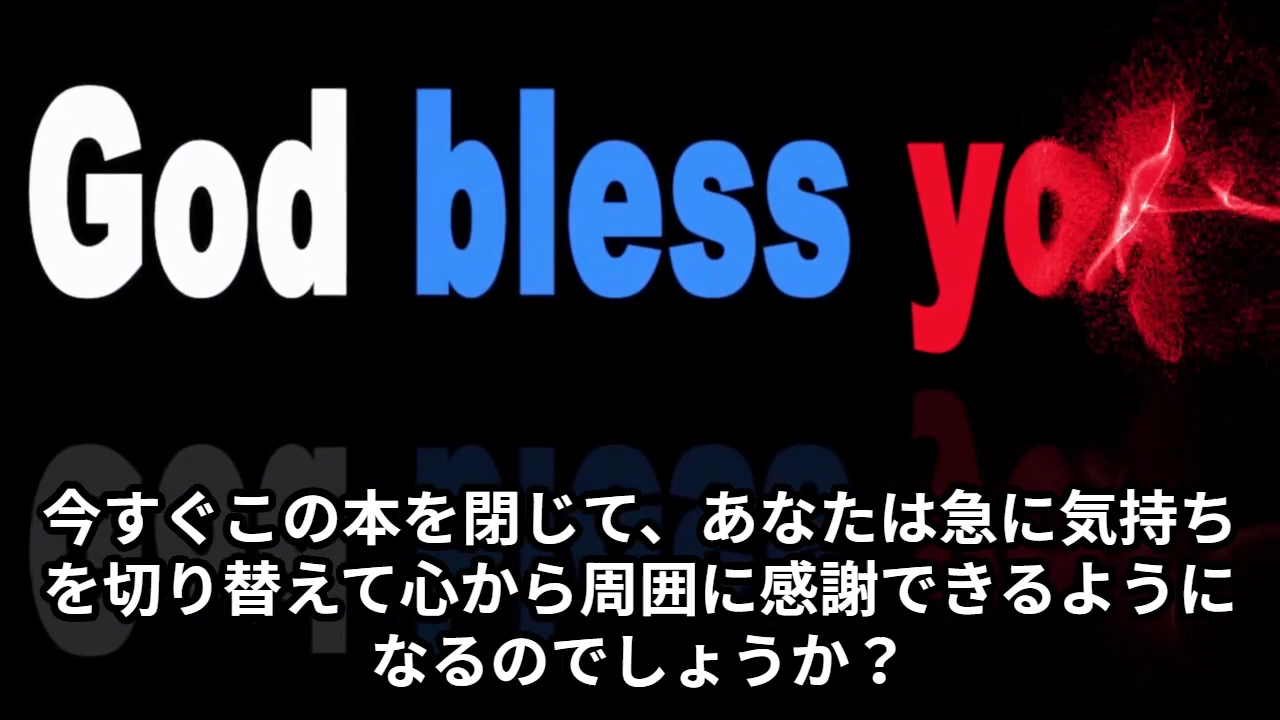 God bless yo
今すぐこの本を閉じて、あなたは急に気持ち
を切り替えて心から周囲に感謝できるように
なるのでしょうか？